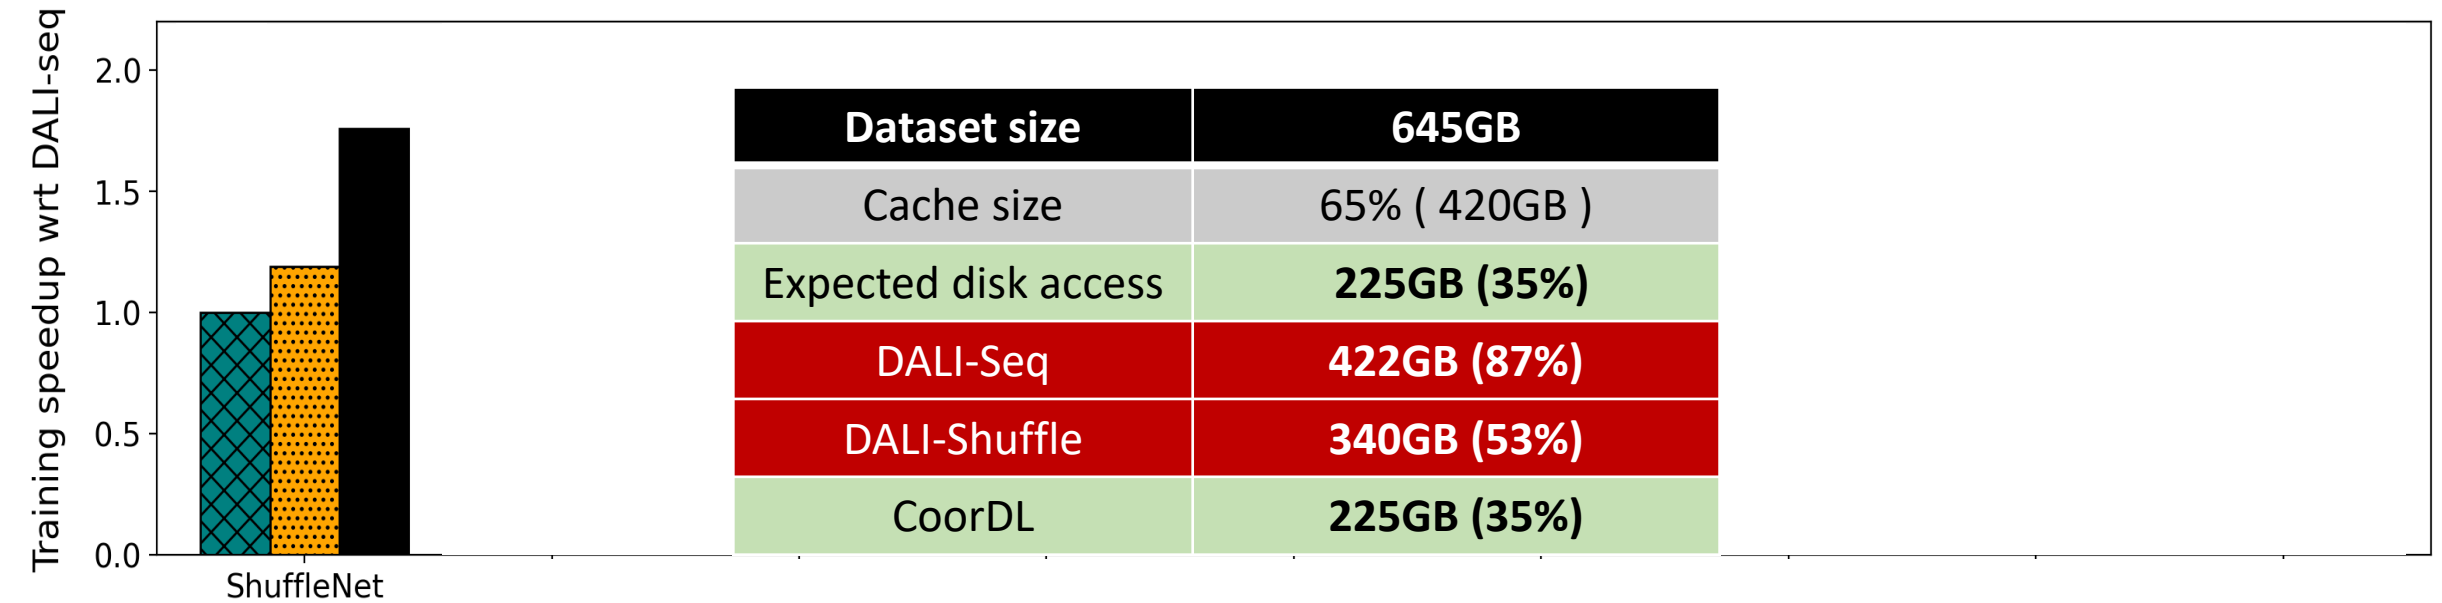 Training speedup wrt DALI-seq
2.0
1.5
1.0
0.5
0.0
ShuffleNet
Dataset size 645GB
Cache size 65% ( 420GB )
Expected disk access 225GB (35%)
DALI-Seq 422GB (87%)
DALI-Shuffle 340GB (53%)
CoorDL 225GB (35%)